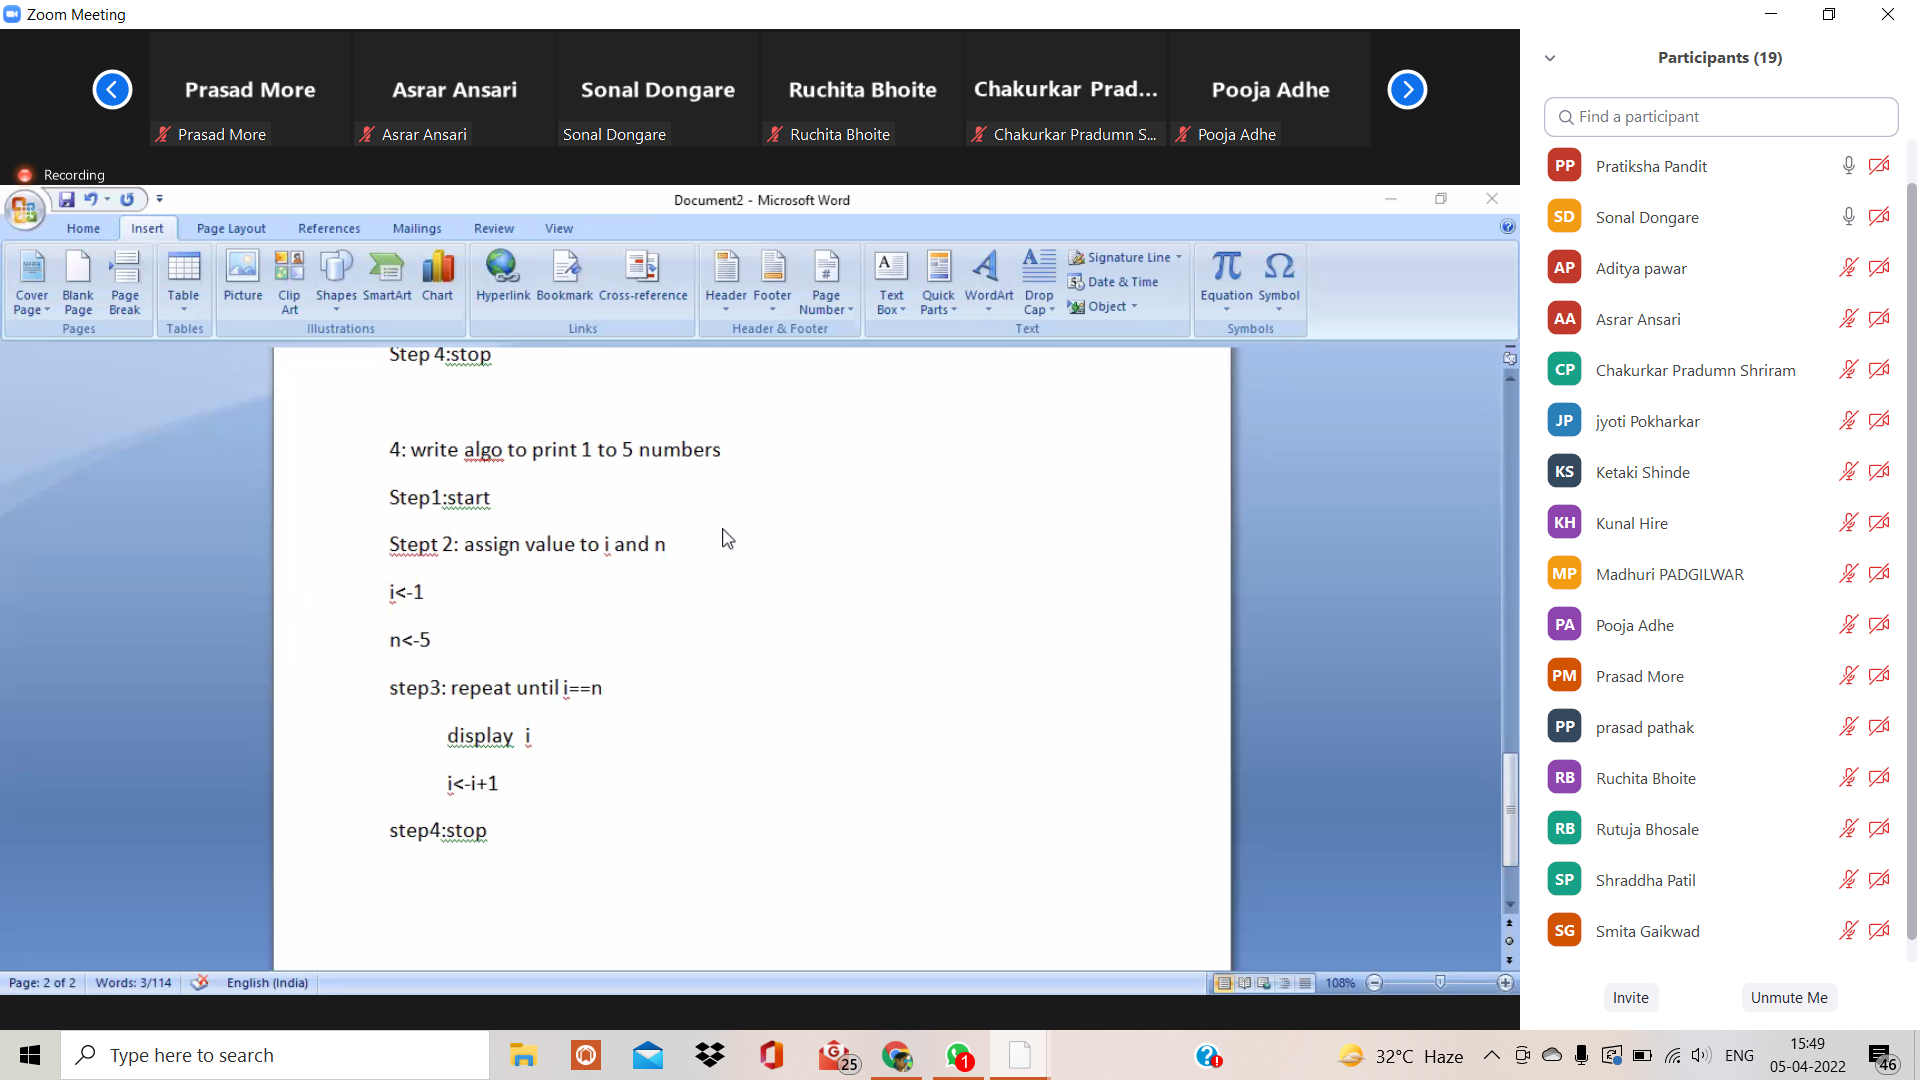 Zoom Meeting
Prasad More
Asrar Ansari
Sonal Dongare
Ruchita Bhoite
Chakurkar Prad...
Pooja Adhe
Prasad More
Asrar Ansari
Sonal Dongare
Ruchita Bhoite
Chakurkar Pradumn S...
Pooja Adhe
Recording
Document2 - Microsoft Word
Home Insert Page Layout References Mailings Review View
Cover Page
Blank Page
Page Break
Table
Picture
Clip Art
Shapes
SmartArt
Chart
Hyperlink
Bookmark
Cross-reference
Header
Footer
Page Number
Text Box
Quick Parts
WordArt
Drop Cap
Signature Line
Date & Time
Object
Equation
Symbol
Pages Tables Illustrations Links Header & Footer Text Symbols
Step 4:stop
4: write algo to print 1 to 5 numbers
Step1:start
Stept 2: assign value to i and n
i<-1
n<-5
step3: repeat until i==n
display i
i<-i+1
step4:stop
Page: 2 of 2 Words: 3/114 English (India) 108%
Participants (19)
Find a participant
PP Pratiksha Pandit
SD Sonal Dongare
AP Aditya pawar
AA Asrar Ansari
CP Chakurkar Pradumn Shriram
JP jyoti Pokharkar
KS Ketaki Shinde
KH Kunal Hire
MP Madhuri PADGILWAR
PA Pooja Adhe
PM Prasad More
PP prasad pathak
RB Ruchita Bhoite
RB Rutuja Bhosale
SP Shraddha Patil
SG Smita Gaikwad
Invite Unmute Me
Type here to search
25
1
32°C Haze
ENG
15:49
05-04-2022
46